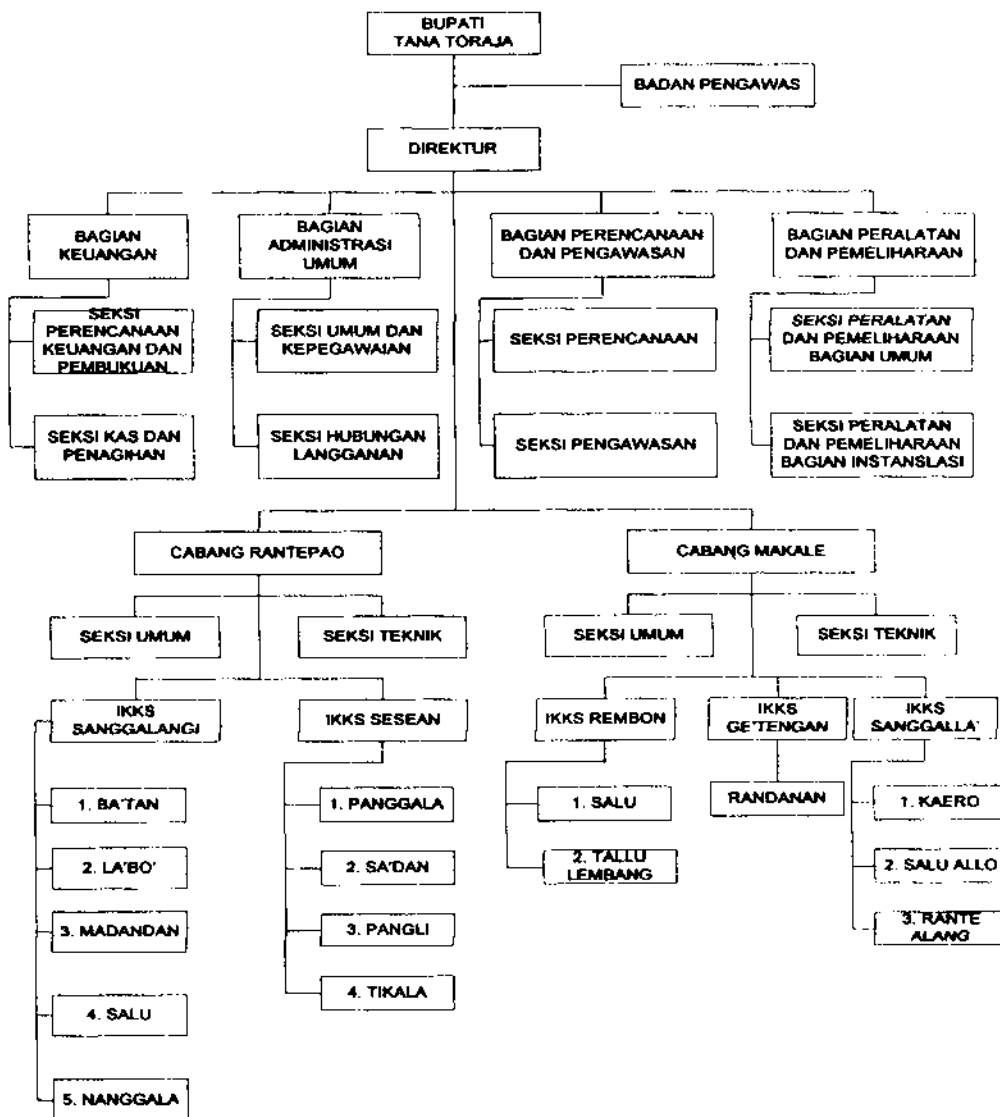 BUPATI
TANA TORAJA
BADAN PENGAWAS
DIREKTUR
BAGIAN
KEUANGAN
BAGIAN
ADMINISTRASI
UMUM
BAGIAN PERENCANAAN
DAN PENGAWASAN
BAGIAN PERALATAN
DAN PEMELIHARAAN
SEKSI
PERENCANAAN
KEUANGAN DAN
PEMBUKUAN
SEKSI UMUM DAN
KEPEGAWAIAN
SEKSI PERENCANAAN
SEKSI PERALATAN
DAN PEMELIHARAAN
BAGIAN UMUM
SEKSI KAS DAN
PENAGIHAN
SEKSI HUBUNGAN
LANGGANAN
SEKSI PENGAWASAN
SEKSI PERALATAN
DAN PEMELIHARAAN
BAGIAN INSTANSLASI
CABANG RANTEPAO
CABANG MAKALE
SEKSI UMUM
SEKSI TEKNIK
SEKSI UMUM
SEKSI TEKNIK
IKKS
SANGGALANGI
IKKS SESEAN
IKKS REMBON
IKKS
GE'TENGAN
IKKS
SANGGALLA'
1. BA'TAN
2. LA'BO'
3. MADANDAN
4. SALU
5. NANGGALA
1. PANGGALA
2. SA'DAN
3. PANGLI
4. TIKALA
1. SALU
2. TALLU
LEMBANG
RANDANAN
1. KAERO
2. SALU ALLO
3. RANTE
ALANG